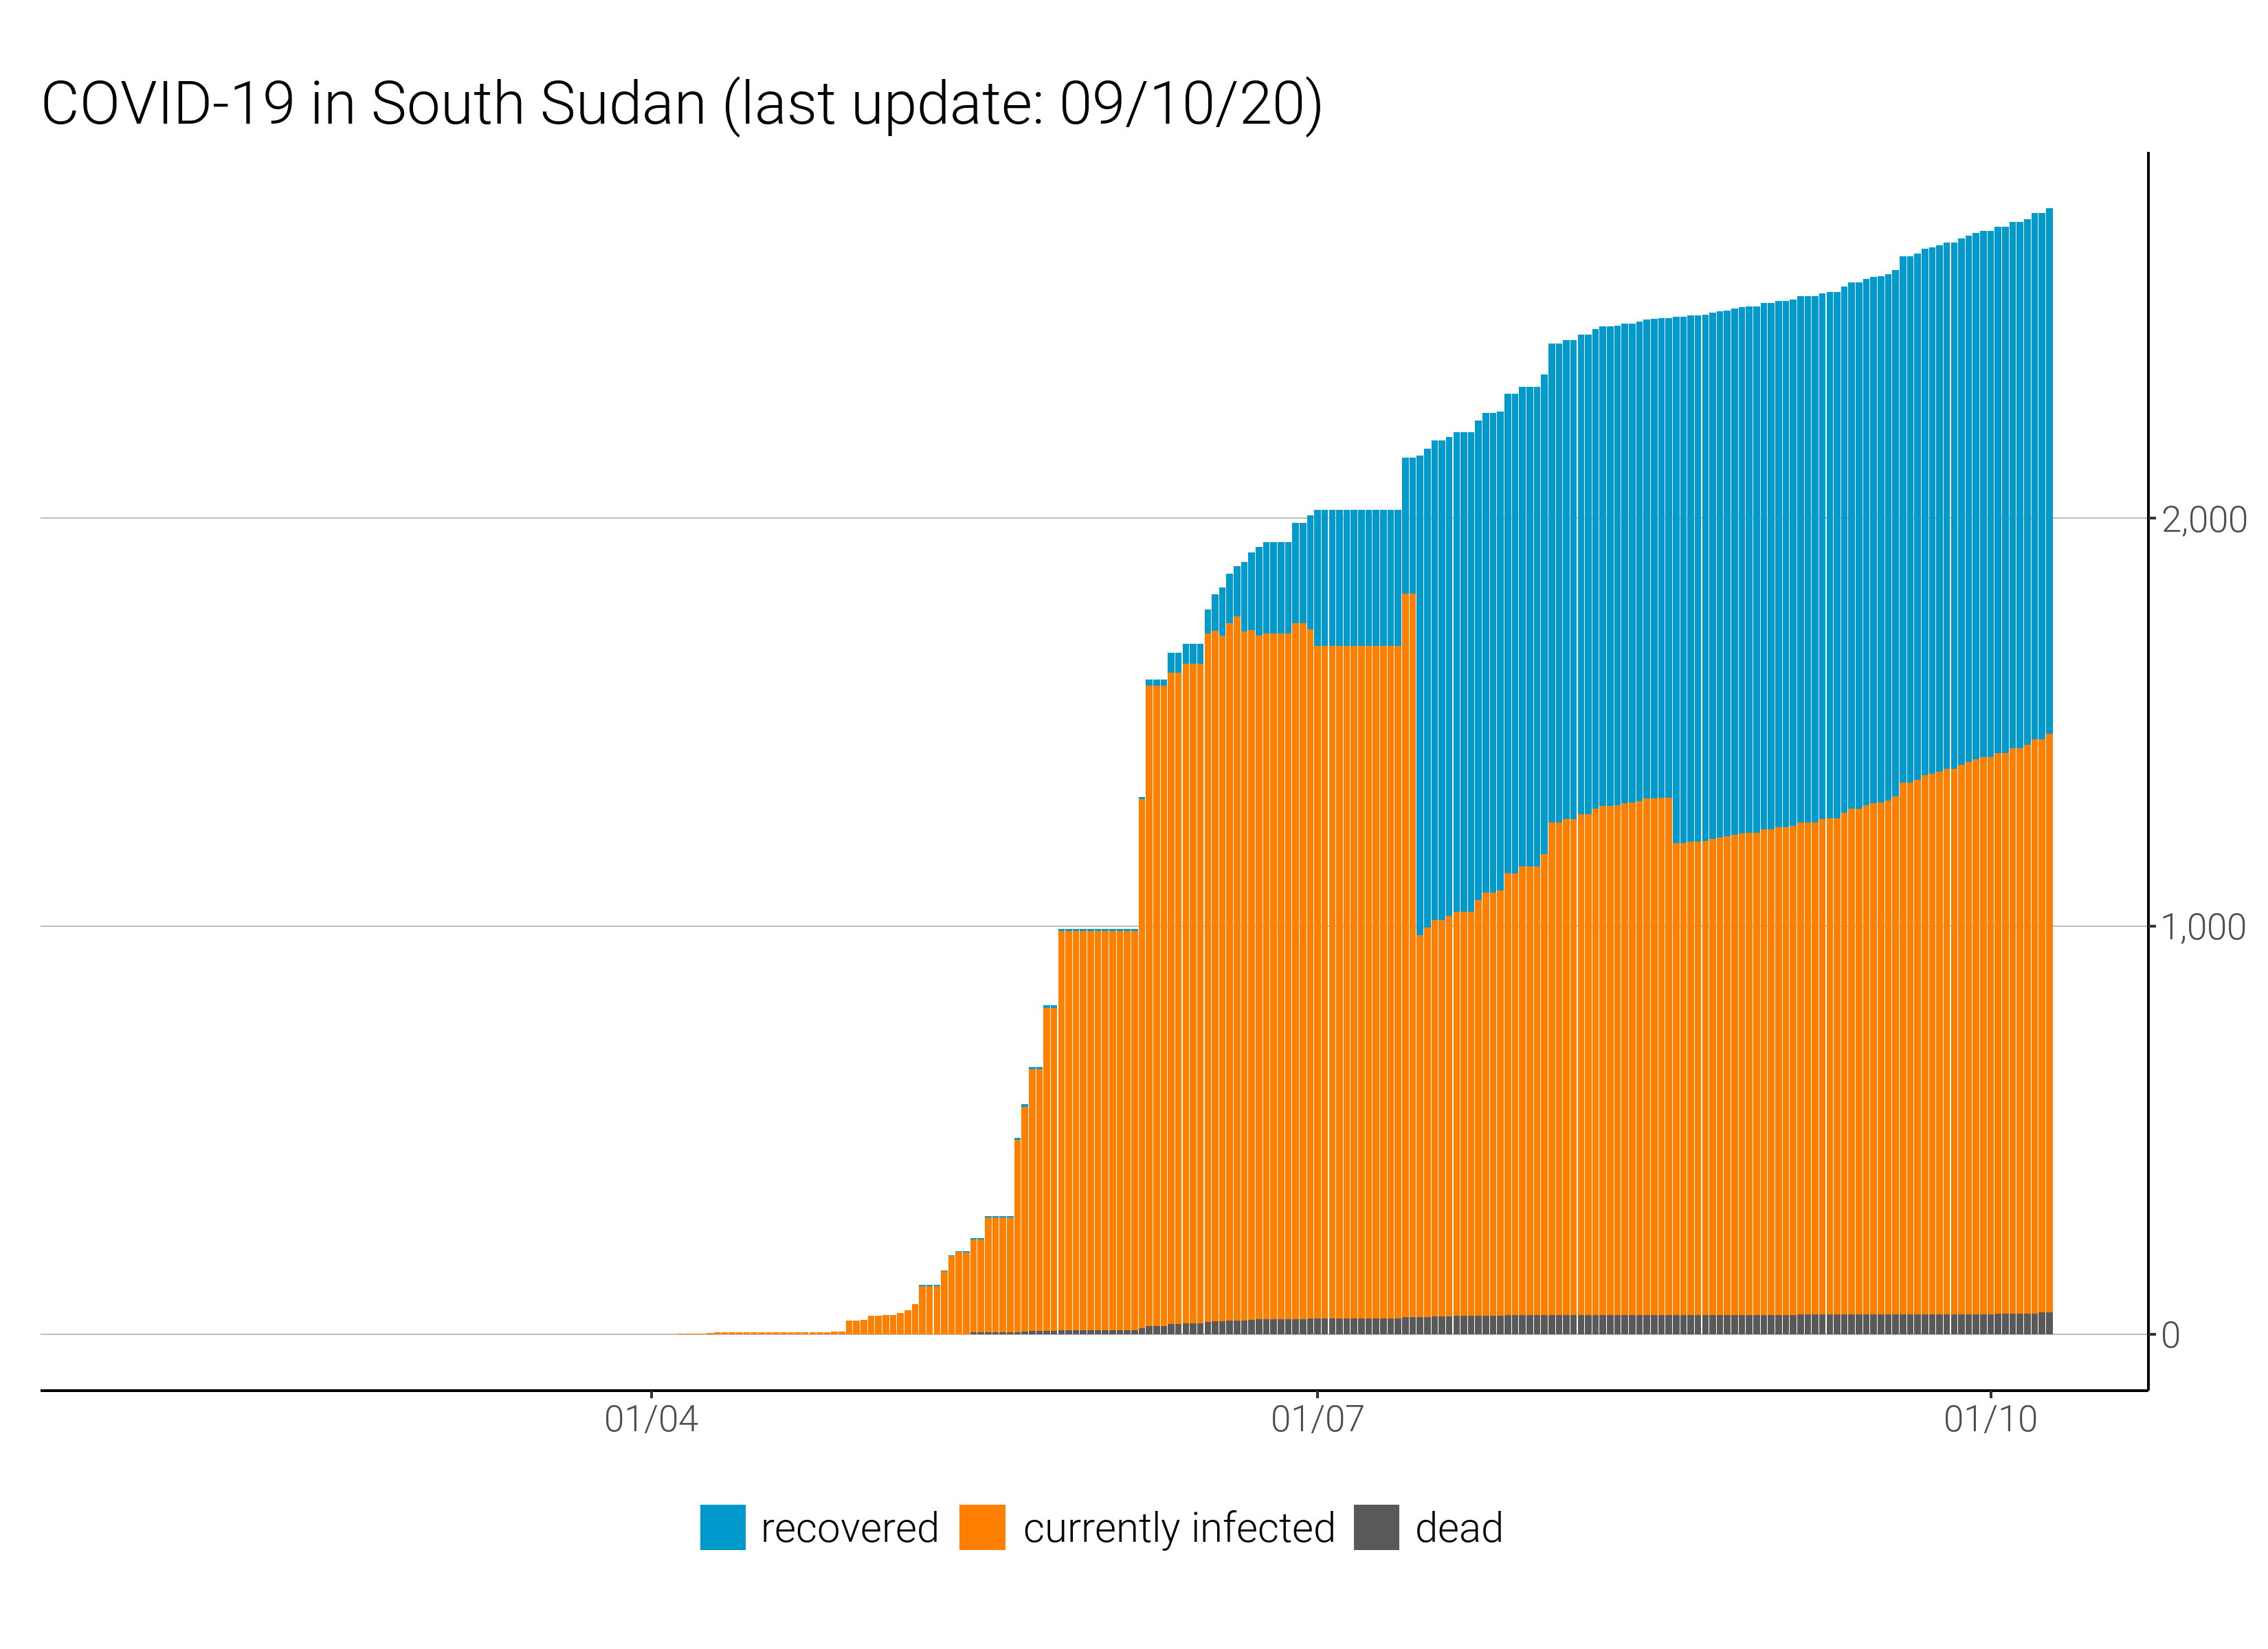 COVID-19 in South Sudan (last update: 09/10/20)
2,000
1,000
0
01/04 01/07 01/10
recovered currently infected dead